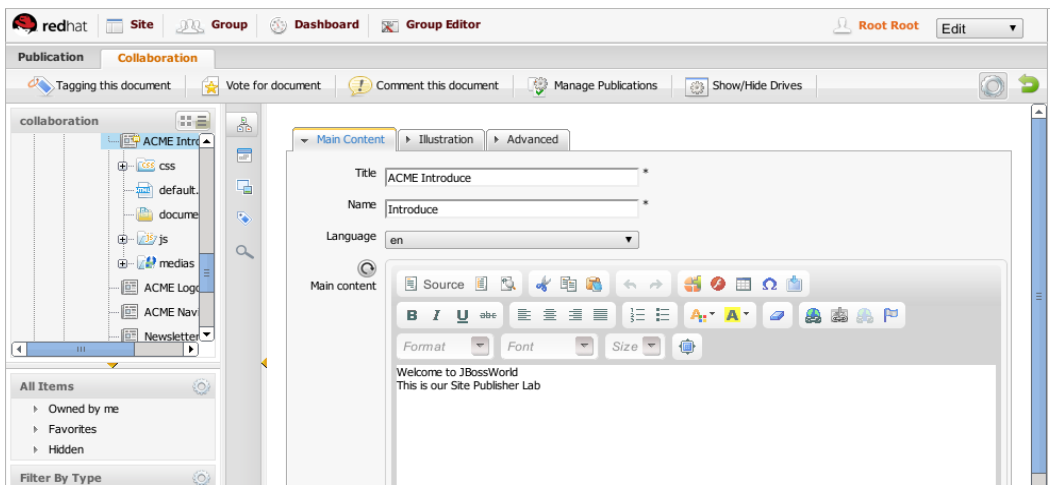 redhat Site Group Dashboard Group Editor Root Root Edit
Publication Collaboration
Tagging this document Vote for document Comment this document Manage Publications Show/Hide Drives
collaboration
ACME Intro
css
default.
docume
js
medias
ACME Logo
ACME Navi
Newsletter
All Items
Owned by me
Favorites
Hidden
Filter By Type
Main Content Illustration Advanced
Title ACME Introduce *
Name Introduce *
Language en
Main content
Source
B I U abc
Format Font Size
Welcome to JBossWorld
This is our Site Publisher Lab